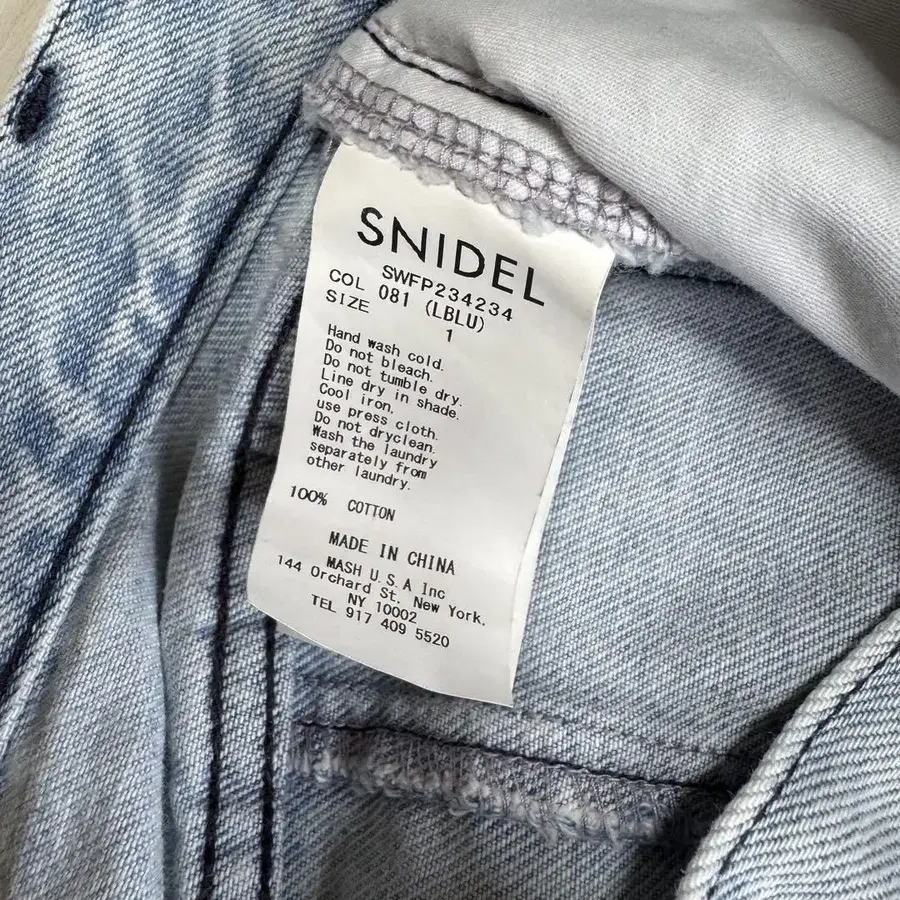 SNIDEL
SWFP234234
COL 081 (LBLU)
SIZE 1
Hand wash cold.
Do not bleach.
Do not tumble dry.
Line dry in shade.
Cool iron,
use press cloth.
Do not dryclean.
Wash the laundry
separately from
other laundry.
100% COTTON
MADE IN CHINA
MASH U.S.A Inc
144 Orchard St. New York.
NY 10002
TEL 917 409 5520